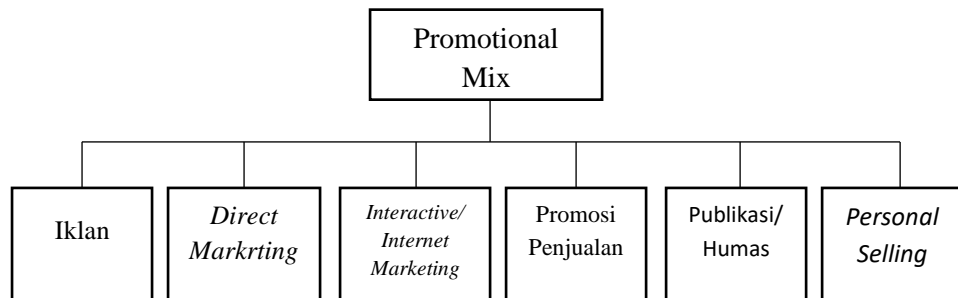 Promotional
Mix
Iklan
Direct
Markrting
Interactive/
Internet
Marketing
Promosi
Penjualan
Publikasi/
Humas
Personal
Selling